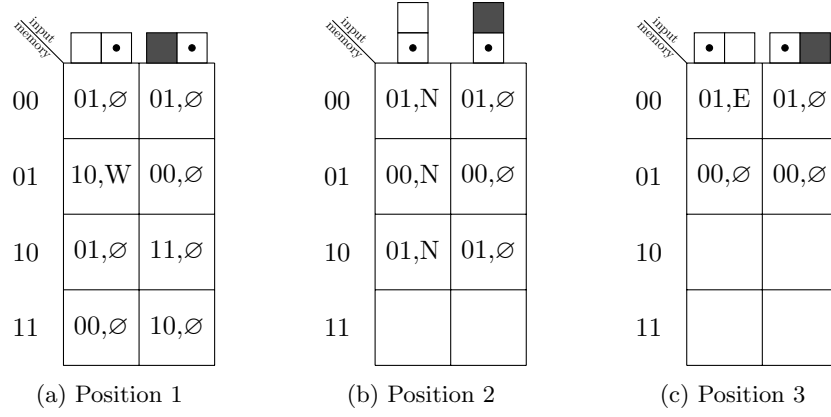 input memory input memory input memory
00 01,∅ 01,∅ 00 01,N 01,∅ 00 01,E 01,∅
01 10,W 00,∅ 01 00,N 00,∅ 01 00,∅ 00,∅
10 01,∅ 11,∅ 10 01,N 01,∅ 10
11 00,∅ 10,∅ 11 11
(a) Position 1 (b) Position 2 (c) Position 3